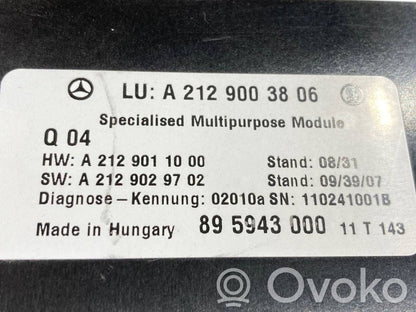 LU: A 212 900 38 06
Specialised Multipurpose Module
Q 04
HW: A 212 901 10 00 Stand: 08/31
SW: A 212 902 97 02 Stand: 09/39/07
Diagnose – Kennung: 02010a SN: 1102410018
Made in Hungary 89 5943 000 11 T 143
Ovoko